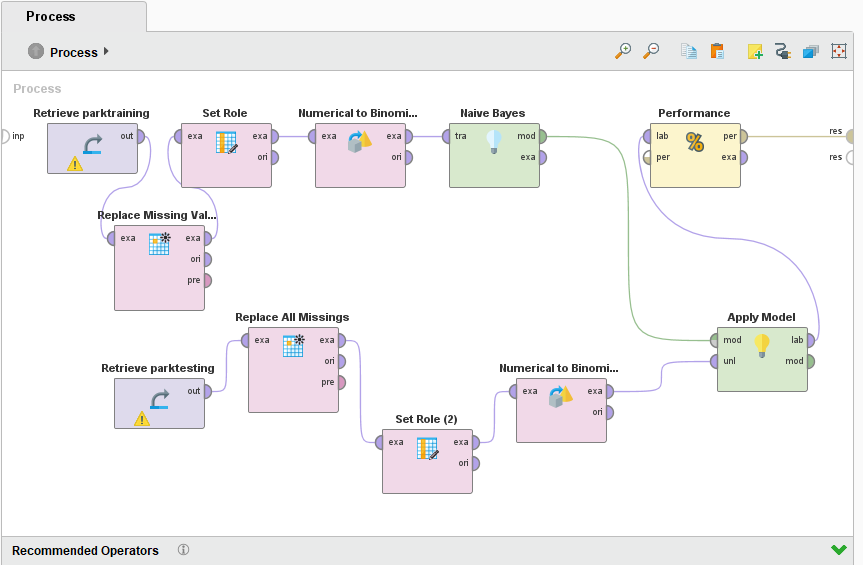 Process
Process
Process
inp
Retrieve parktraining
out
Set Role
exa exa
ori
Numerical to Binomi...
exa exa
ori
Naive Bayes
tra mod
exa
Performance
lab per
per exa
res
res
Replace Missing Val...
exa exa
ori
pre
Replace All Missings
exa exa
ori
pre
Retrieve parktesting
out
Set Role (2)
exa exa
ori
Numerical to Binomi...
exa exa
ori
Apply Model
mod lab
unl mod
Recommended Operators